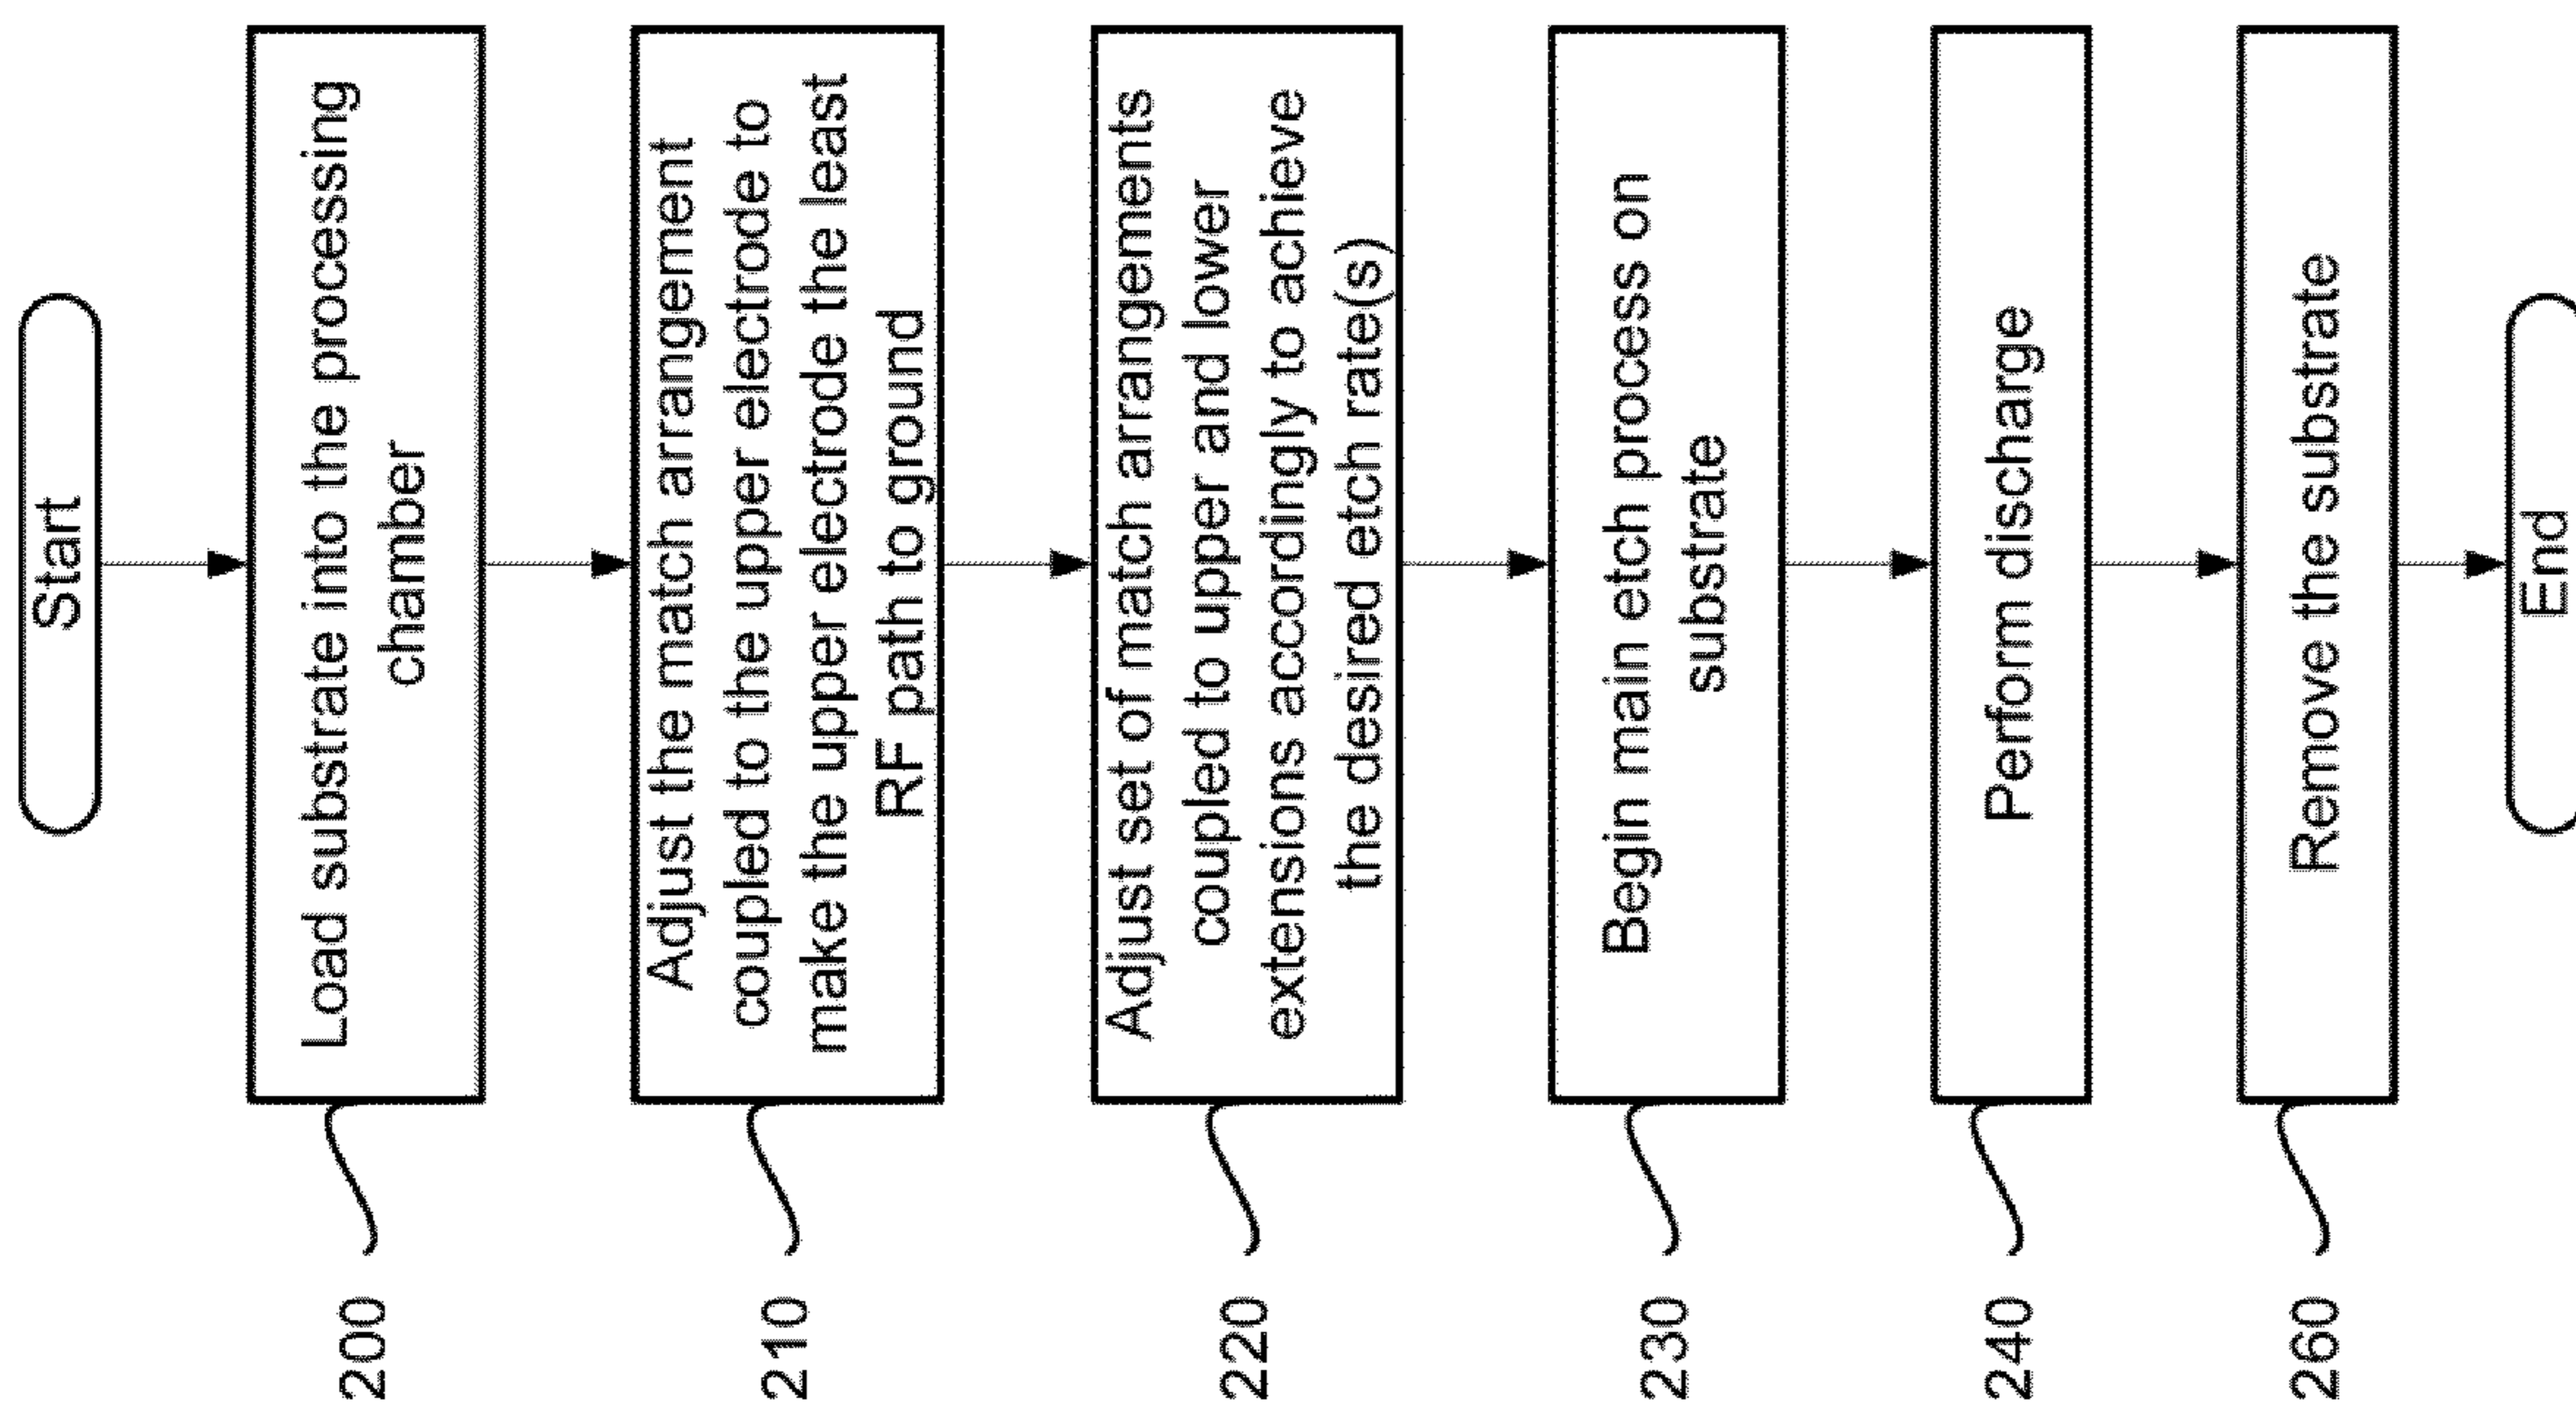 Start
200
Load substrate into the processing
chamber
210
Adjust the match arrangement
coupled to the upper electrode to
make the upper electrode the least
RF path to ground
220
Adjust set of match arrangements
coupled to upper and lower
extensions accordingly to achieve
the desired etch rate(s)
230
Begin main etch process on
substrate
240
Perform discharge
260
Remove the substrate
End